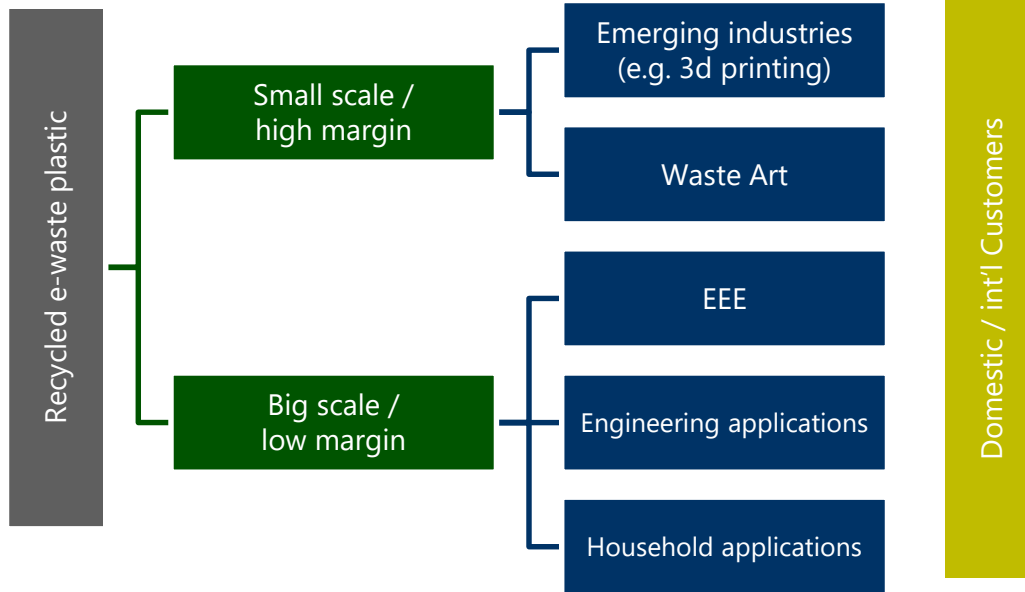 Recycled e-waste plastic
Small scale /
high margin
Big scale /
low margin
Emerging industries
(e.g. 3d printing)
Waste Art
EEE
Engineering applications
Household applications
Domestic / int'l Customers